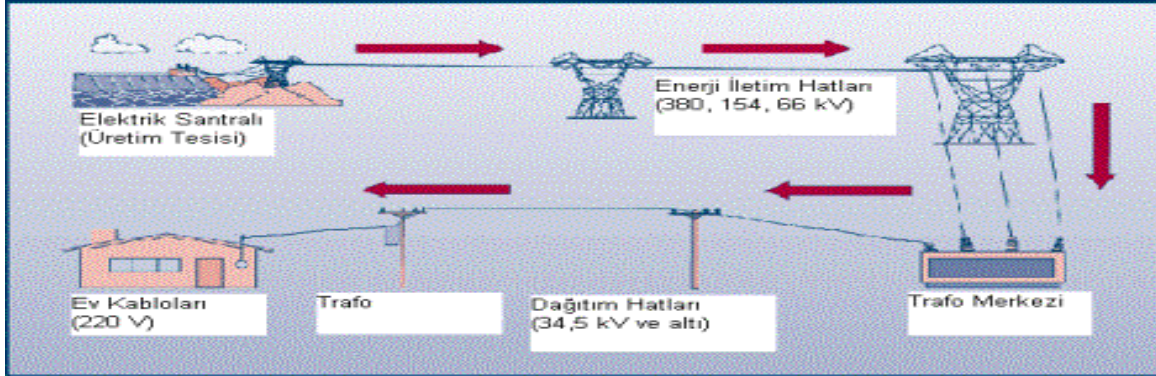 Elektrik Santralı
(Üretim Tesisi)
Enerji İletim Hatları
(380, 154, 66 kV)
Ev Kabloları
(220 V)
Trafo
Dağıtım Hatları
(34,5 kV ve altı)
Trafo Merkezi